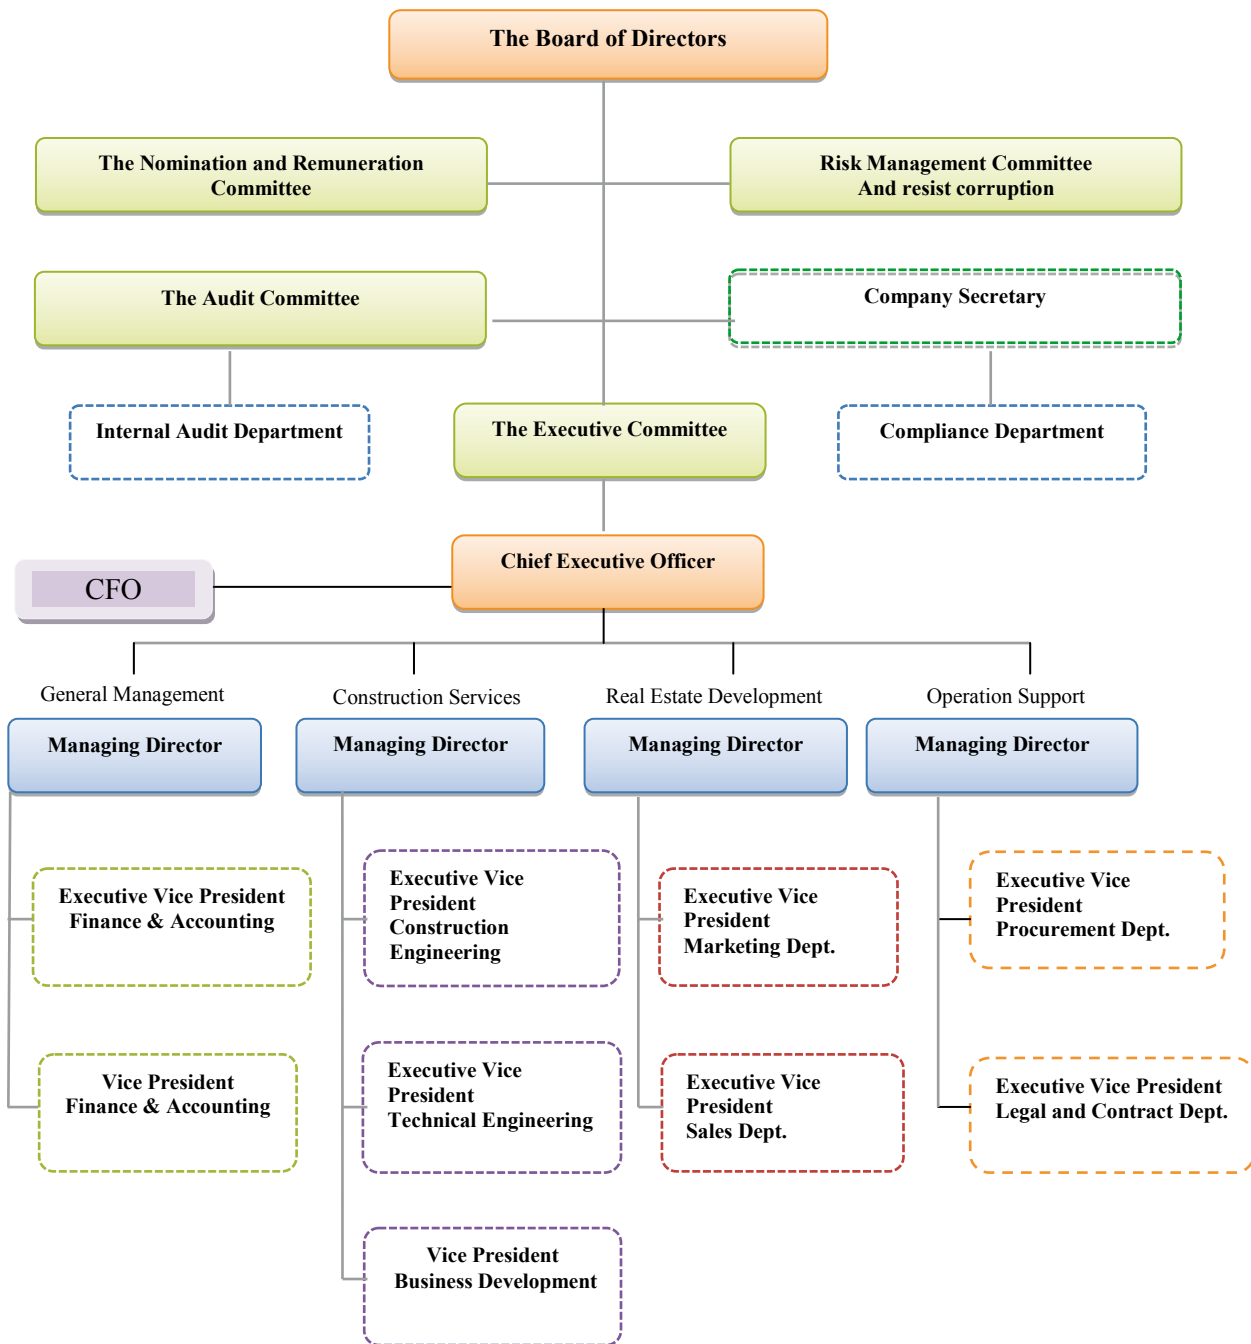 The Board of Directors
The Nomination and Remuneration
Committee
Risk Management Committee
And resist corruption
The Audit Committee
Company Secretary
Internal Audit Department
The Executive Committee
Compliance Department
Chief Executive Officer
CFO
General Management
Construction Services
Real Estate Development
Operation Support
Managing Director
Managing Director
Managing Director
Managing Director
Executive Vice President
Finance & Accounting
Executive Vice
President
Construction
Engineering
Executive Vice
President
Marketing Dept.
Executive Vice
President
Procurement Dept.
Vice President
Finance & Accounting
Executive Vice
President
Technical Engineering
Executive Vice
President
Sales Dept.
Executive Vice President
Legal and Contract Dept.
Vice President
Business Development